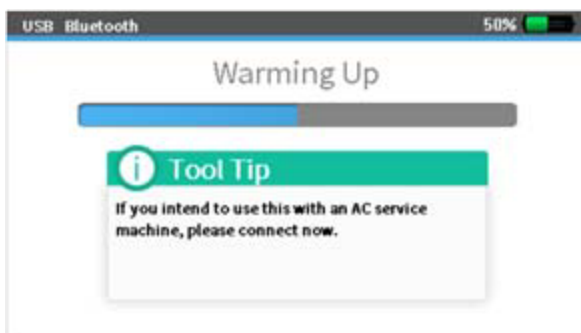 USB Bluetooth 50%
Warming Up
i Tool Tip
If you intend to use this with an AC service
machine, please connect now.